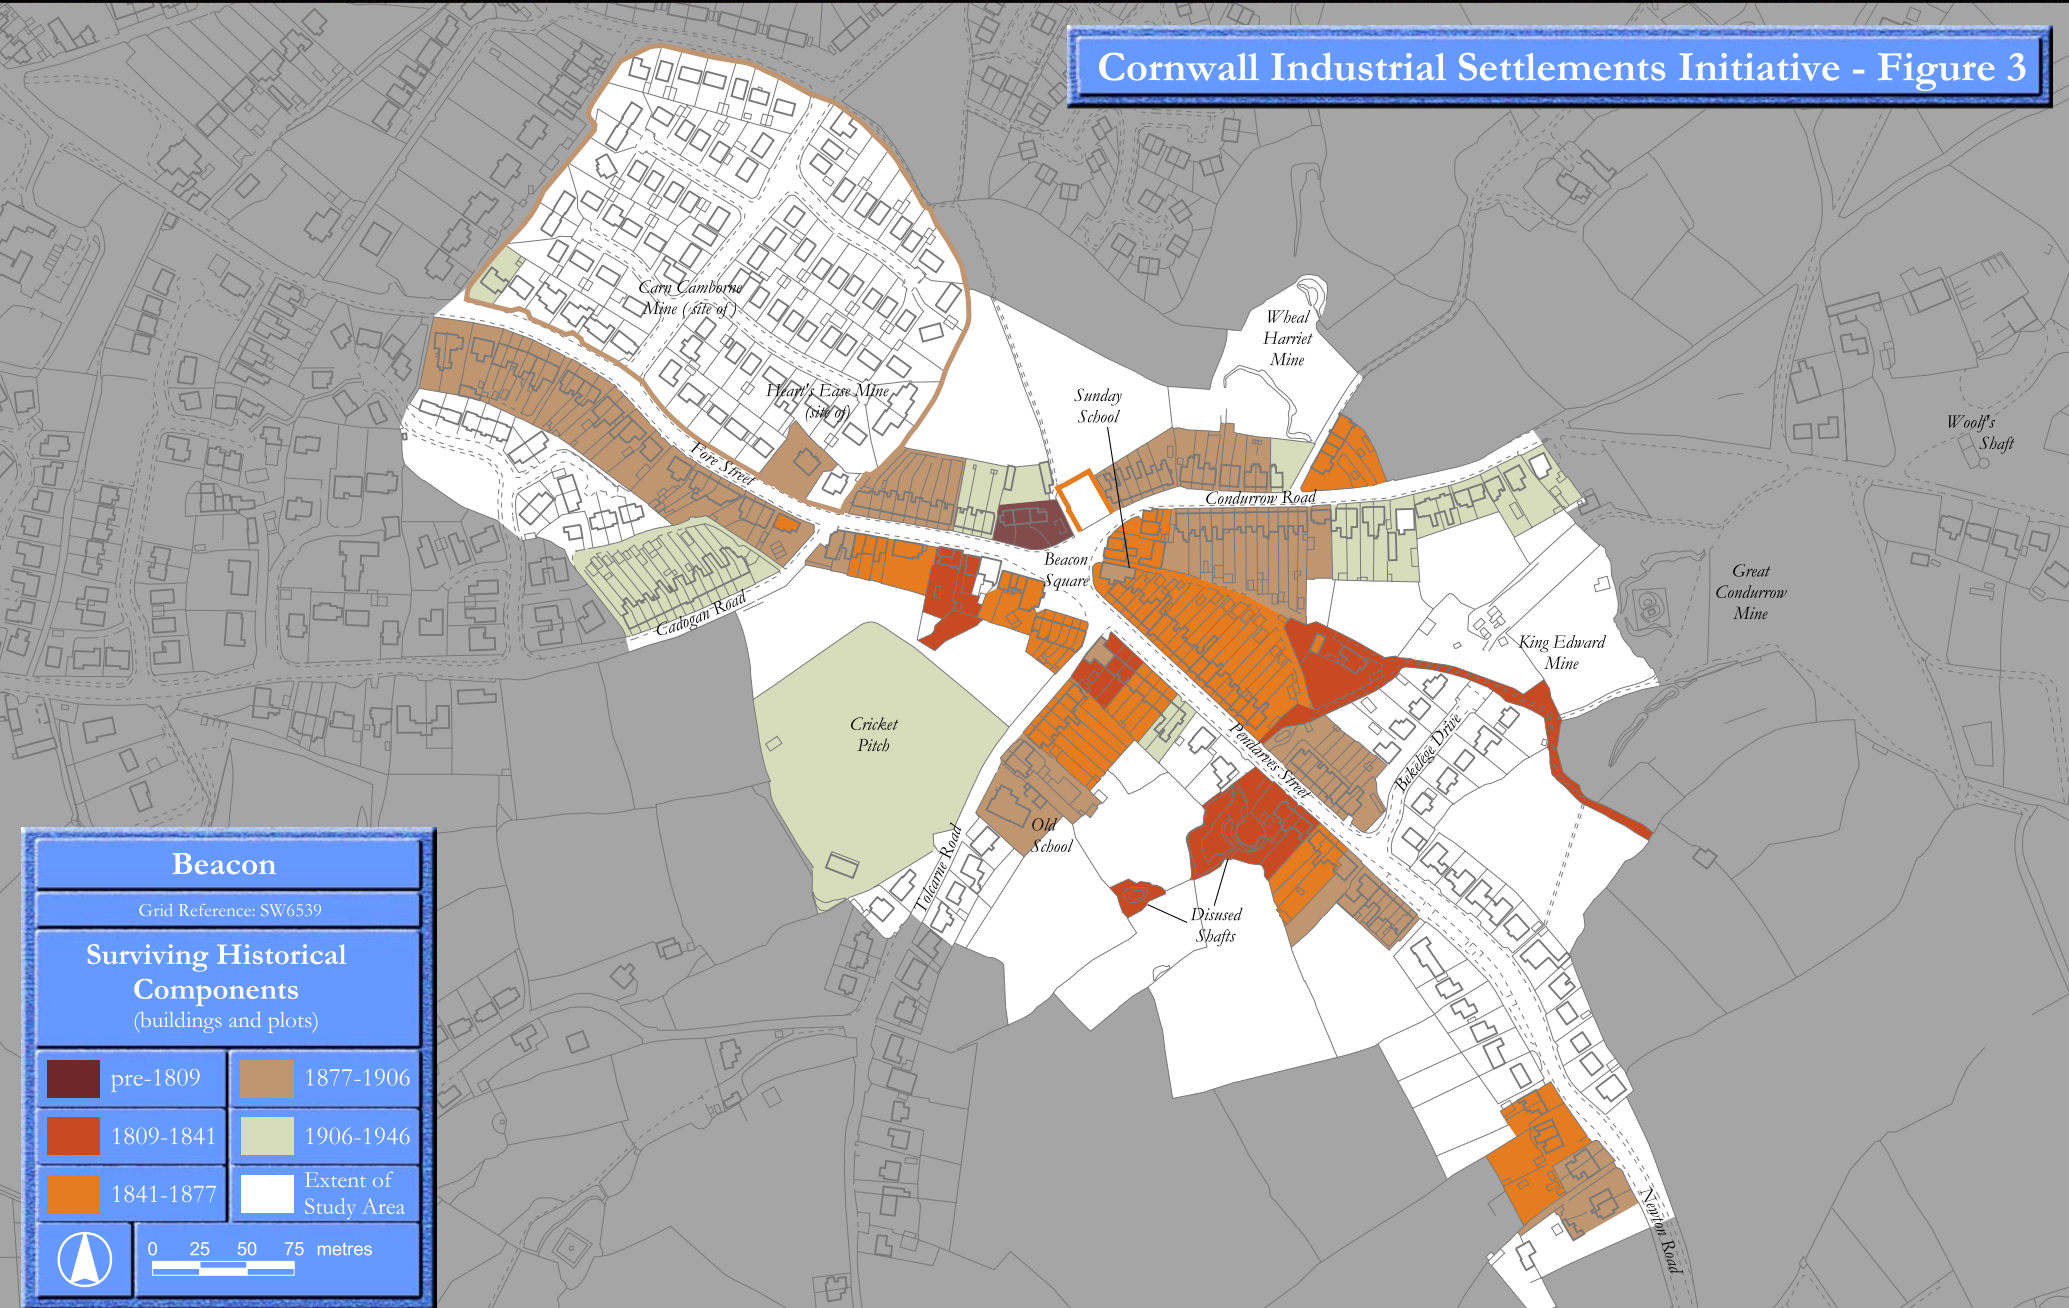 Cornwall Industrial Settlements Initiative - Figure 3
Carn Camborne
Mine ( site of )
Wheal
Harriet
Mine
Heart's Ease Mine
(site of)
Sunday
School
Woolf's
Shaft
Fore Street
Condurrow Road
Beacon
Square
Great
Condurrow
Mine
Cadogan Road
King Edward
Mine
Cricket
Pitch
Pendarves Street
Bekelege Drive
Old
School
Tolcarne Road
Disused
Shafts
Newton Road
Beacon
Grid Reference: SW6539
Surviving Historical
Components
(buildings and plots)
pre-1809
1877-1906
1809-1841
1906-1946
1841-1877
Extent of
Study Area
0 25 50 75 metres